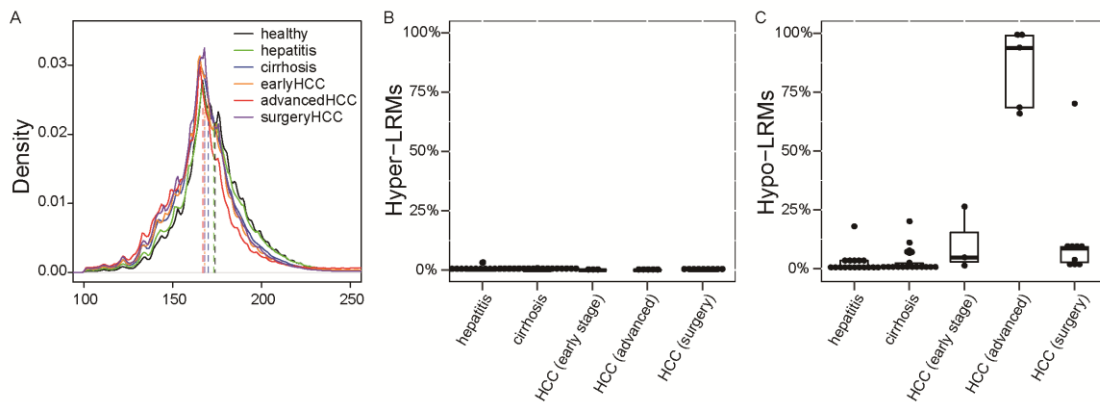 A
healthy
hepatitis
cirrhosis
earlyHCC
advancedHCC
surgeryHCC
Density
0.03
0.02
0.01
0.00
100
150
200
250
B
Hyper−LRMs
100%
75%
50%
25%
0%
hepatitis
cirrhosis
HCC (early stage)
HCC (advanced)
HCC (surgery)
C
Hypo−LRMs
100%
75%
50%
25%
0%
hepatitis
cirrhosis
HCC (early stage)
HCC (advanced)
HCC (surgery)